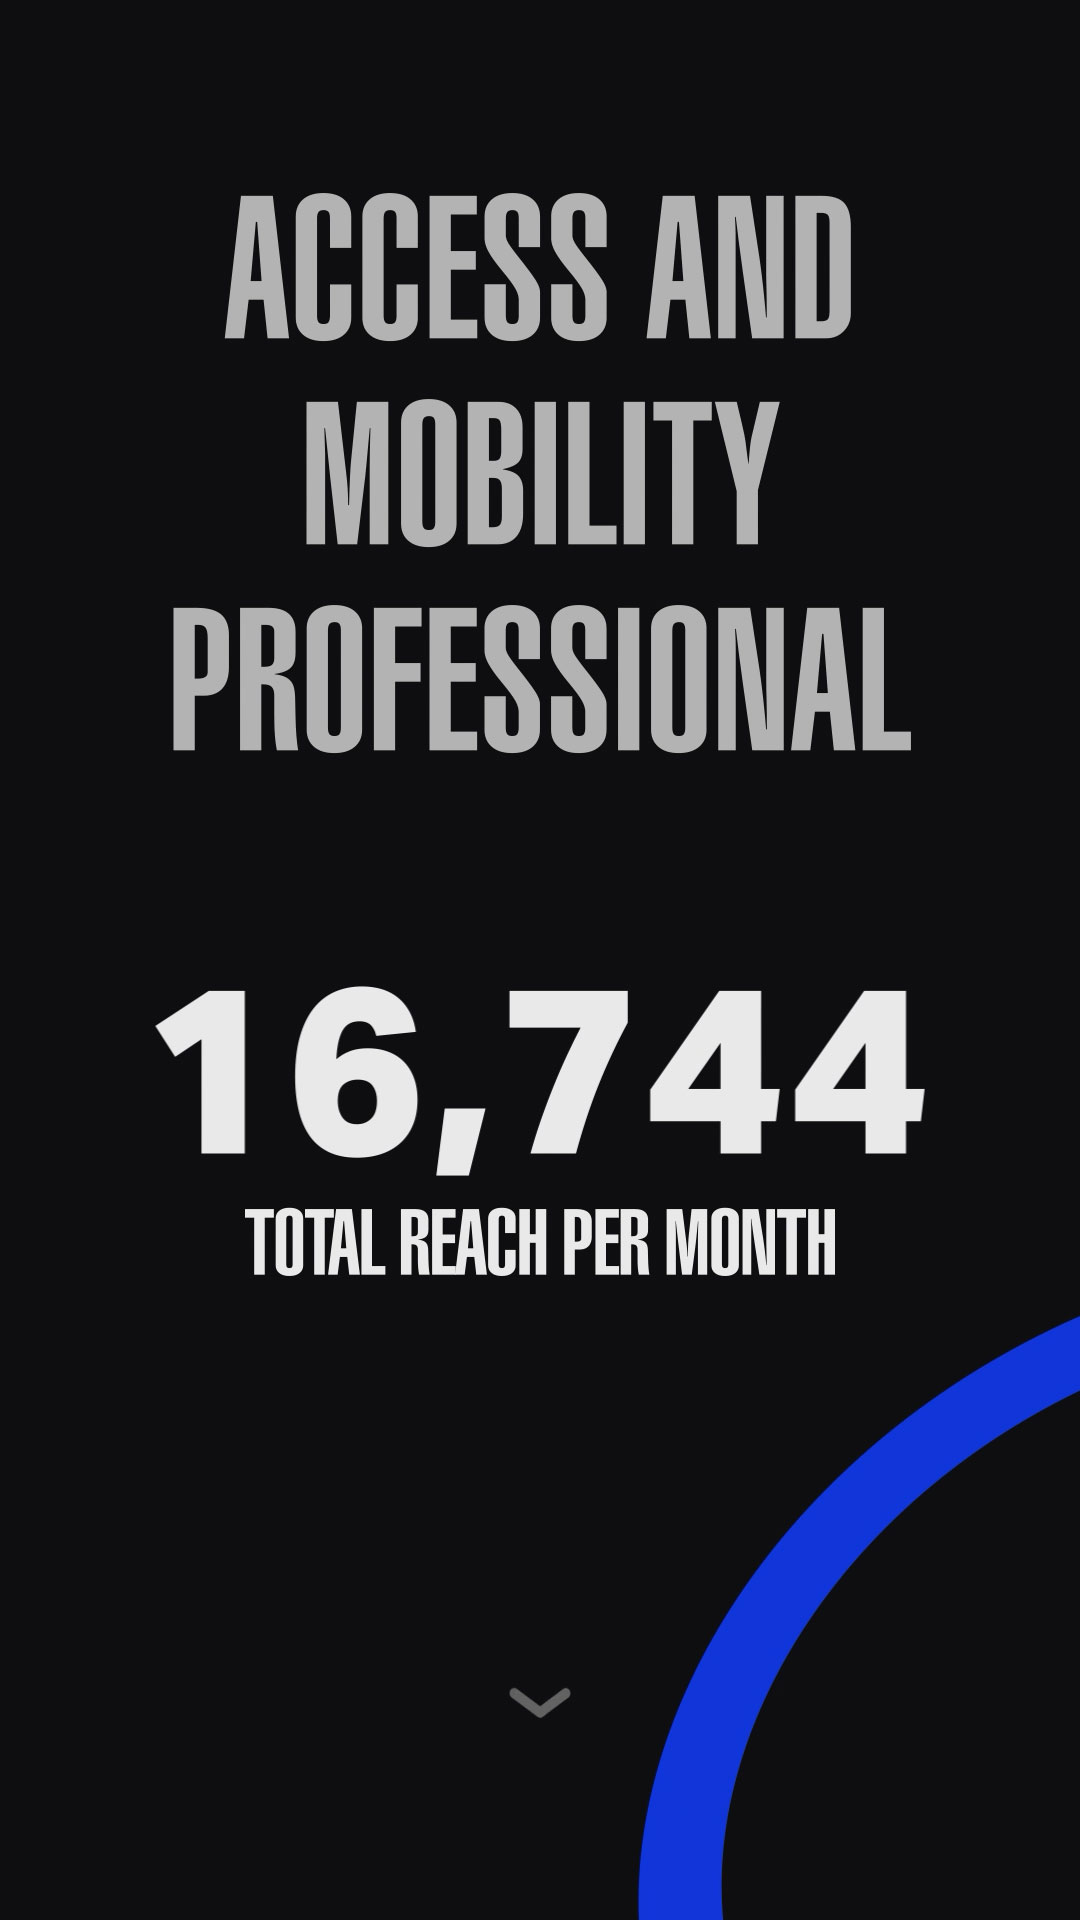 ACCESS AND
MOBILITY
PROFESSIONAL
16,744
TOTAL REACH PER MONTH